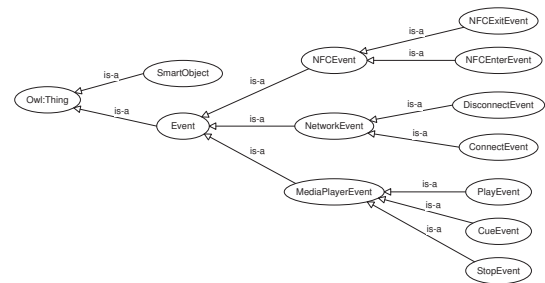 NFCExitEvent
is-a
NFCEvent
is-a
NFCEnterEvent
is-a
SmartObject
is-a
Owl:Thing
is-a
DisconnectEvent
is-a
Event
is-a
NetworkEvent
is-a
ConnectEvent
is-a
MediaPlayerEvent
is-a
PlayEvent
is-a
CueEvent
is-a
StopEvent